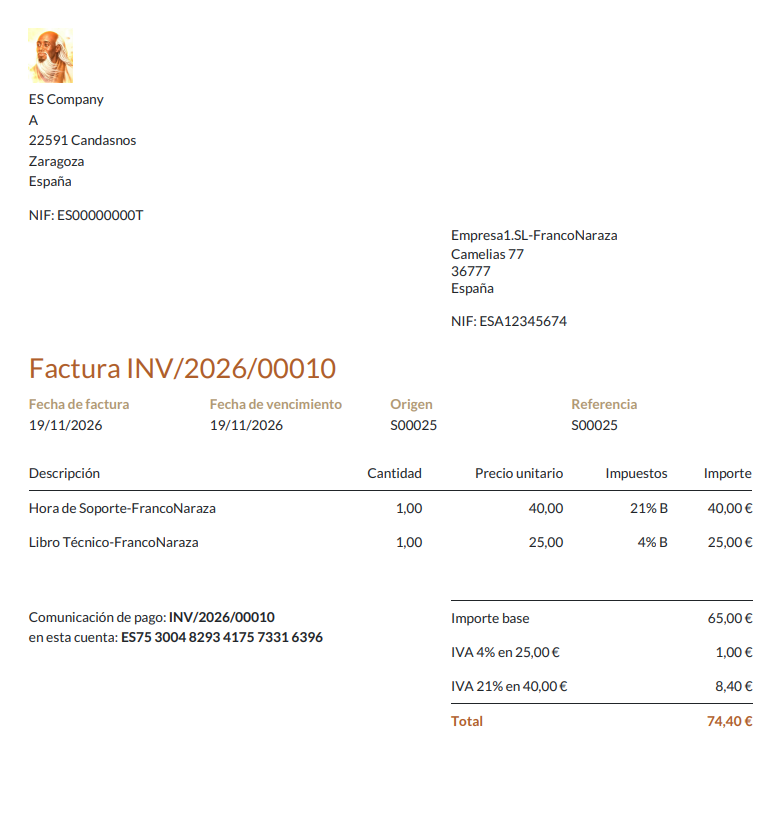 ES Company
A
22591 Candasnos
Zaragoza
España
NIF: ES00000000T
Empresa1.SL-FrancoNaraza
Camelias 77
36777
España
NIF: ESA12345674
Factura INV/2026/00010
Fecha de factura Fecha de vencimiento Origen Referencia
19/11/2026 19/11/2026 S00025 S00025
Descripción Cantidad Precio unitario Impuestos Importe
Hora de Soporte-FrancoNaraza 1,00 40,00 21% B 40,00 €
Libro Técnico-FrancoNaraza 1,00 25,00 4% B 25,00 €
Comunicación de pago: INV/2026/00010
en esta cuenta: ES75 3004 8293 4175 7331 6396
Importe base 65,00 €
IVA 4% en 25,00 € 1,00 €
IVA 21% en 40,00 € 8,40 €
Total 74,40 €